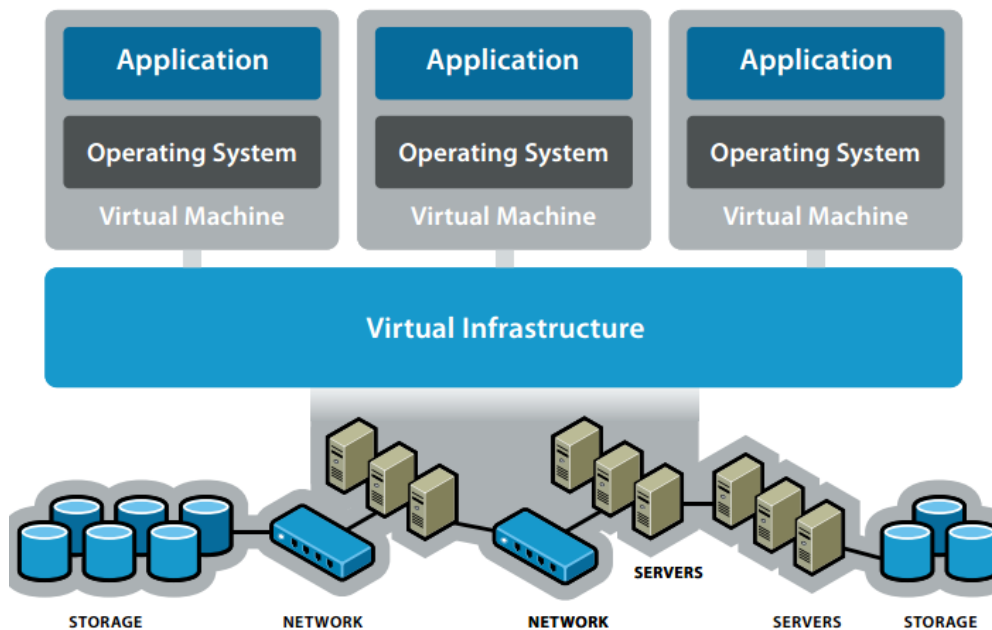 Application
Application
Application
Operating System
Operating System
Operating System
Virtual Machine
Virtual Machine
Virtual Machine
Virtual Infrastructure
SERVERS
STORAGE
NETWORK
NETWORK
SERVERS
STORAGE